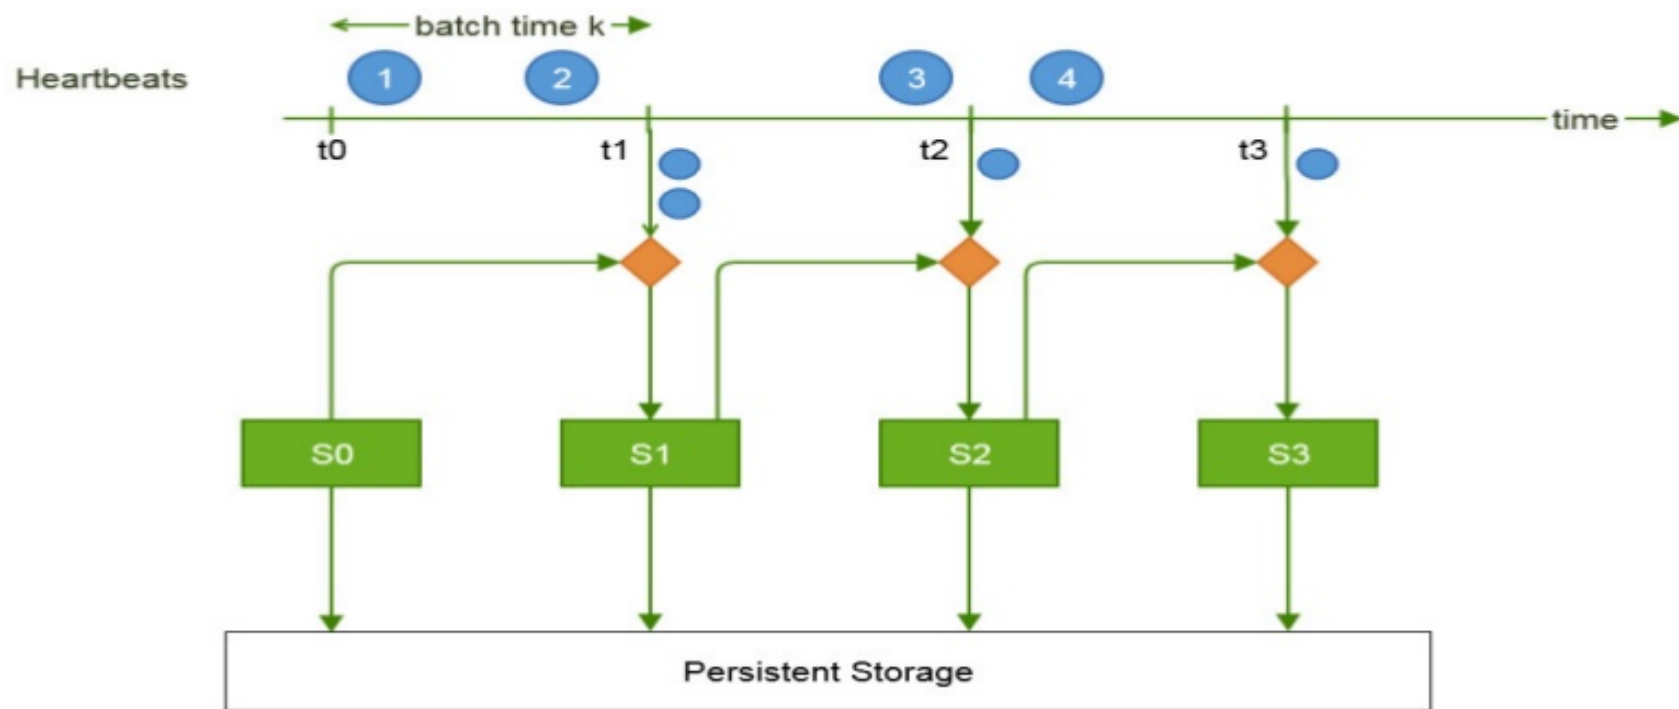 batch time k
Heartbeats
1
2
3
4
time
t0
t1
t2
t3
S0
S1
S2
S3
Persistent Storage